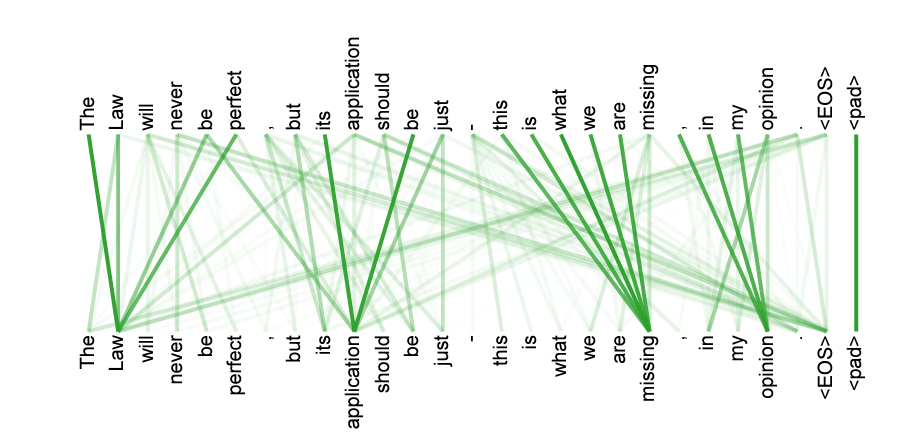 The Law will never be perfect , but its application should be just - this is what we are missing , in my opinion . <EOS> <pad>
The Law will never be perfect , but its application should be just - this is what we are missing , in my opinion . <EOS> <pad>